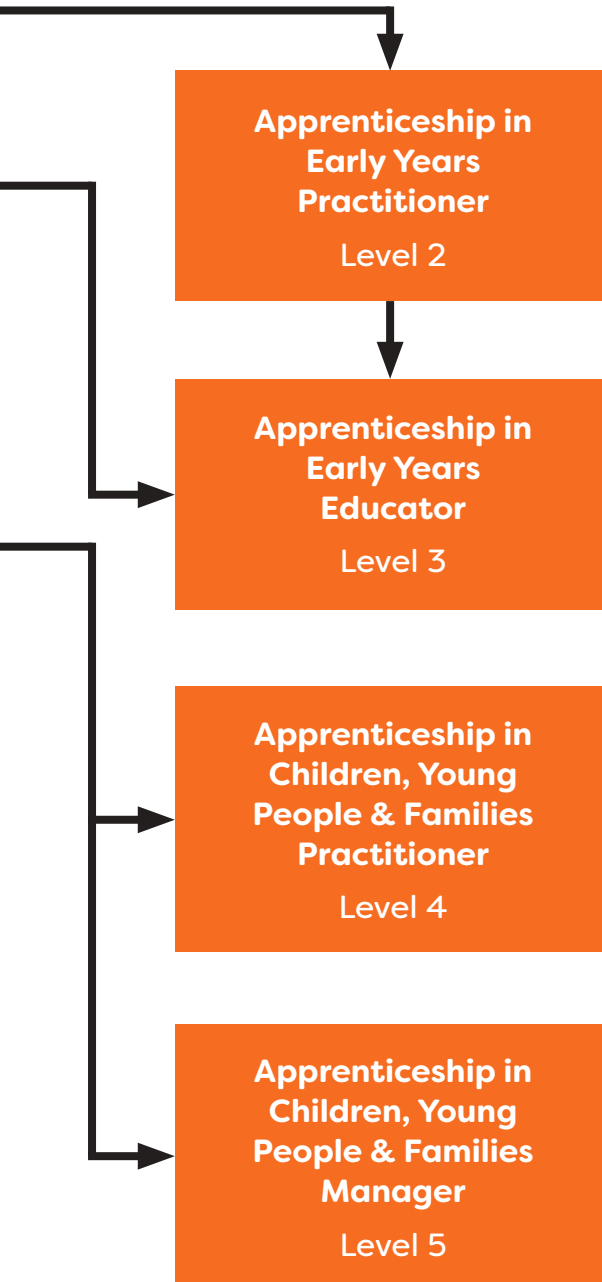 Apprenticeship in
Early Years
Practitioner
Level 2
Apprenticeship in
Early Years
Educator
Level 3
Apprenticeship in
Children, Young
People & Families
Practitioner
Level 4
Apprenticeship in
Children, Young
People & Families
Manager
Level 5